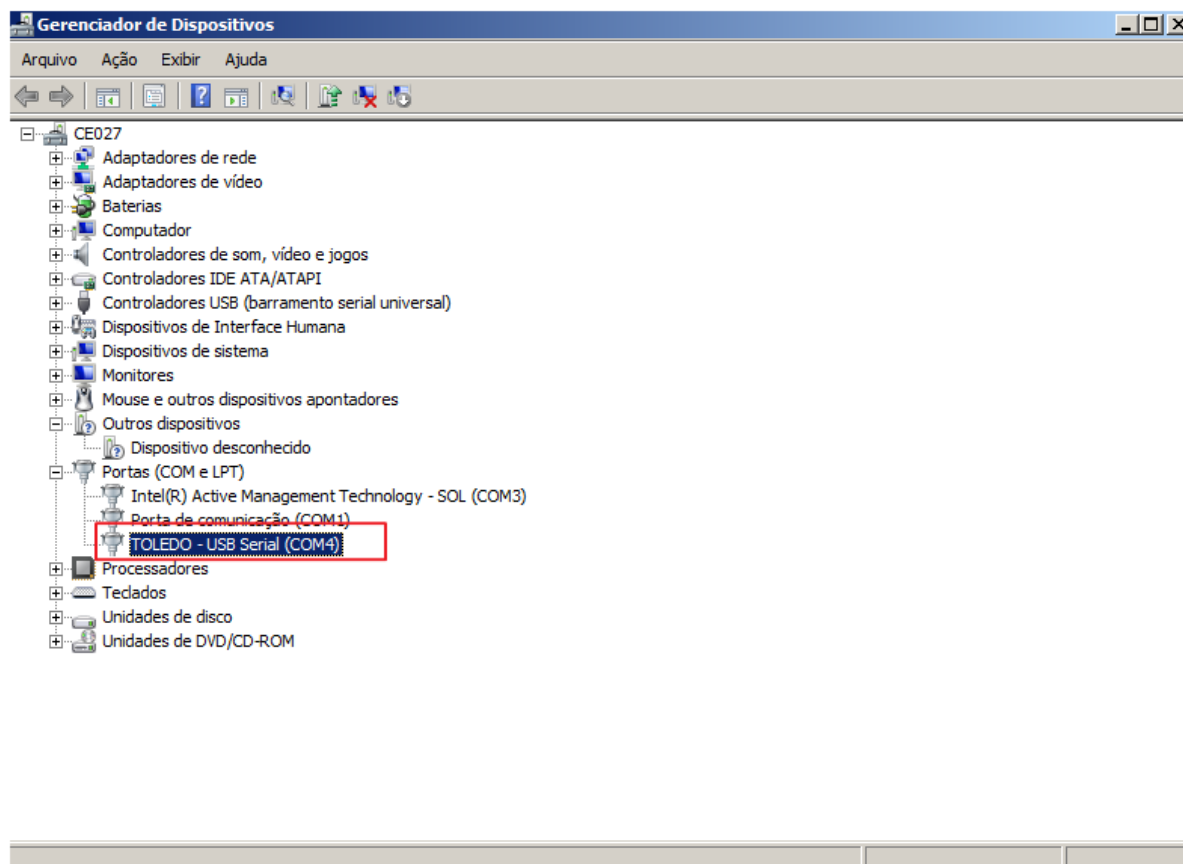 Gerenciador de Dispositivos
Arquivo Ação Exibir Ajuda
CE027
Adaptadores de rede
Adaptadores de vídeo
Baterias
Computador
Controladores de som, vídeo e jogos
Controladores IDE ATA/ATAPI
Controladores USB (barramento serial universal)
Dispositivos de Interface Humana
Dispositivos de sistema
Monitores
Mouse e outros dispositivos apontadores
Outros dispositivos
Dispositivo desconhecido
Portas (COM e LPT)
Intel(R) Active Management Technology - SOL (COM3)
Porta de comunicação (COM1)
TOLEDO - USB Serial (COM4)
Processadores
Teclados
Unidades de disco
Unidades de DVD/CD-ROM